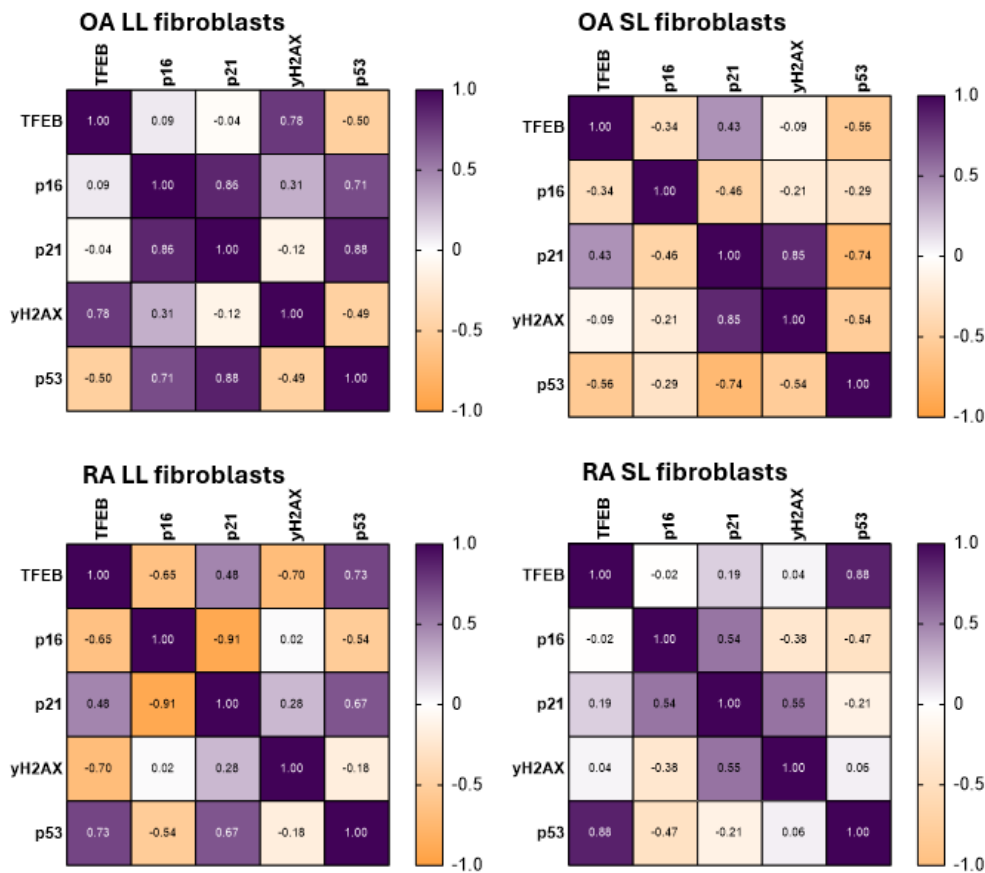 OA LL fibroblasts
TFEB p16 p21 yH2AX p53
TFEB 1.00 0.09 -0.04 0.78 -0.50
p16 0.09 1.00 0.86 0.31 0.71
p21 -0.04 0.86 1.00 -0.12 0.88
yH2AX 0.78 0.31 -0.12 1.00 -0.49
p53 -0.50 0.71 0.88 -0.49 1.00
1.0
0.5
0
-0.5
-1.0
OA SL fibroblasts
TFEB p16 p21 yH2AX p53
TFEB 1.00 -0.34 0.43 -0.09 -0.56
p16 -0.34 1.00 -0.46 -0.21 -0.29
p21 0.43 -0.46 1.00 0.85 -0.74
yH2AX -0.09 -0.21 0.85 1.00 -0.54
p53 -0.56 -0.29 -0.74 -0.54 1.00
1.0
0.5
0
-0.5
-1.0
RA LL fibroblasts
TFEB p16 p21 yH2AX p53
TFEB 1.00 -0.65 0.48 -0.70 0.73
p16 -0.65 1.00 -0.91 0.02 -0.54
p21 0.48 -0.91 1.00 0.28 0.67
yH2AX -0.70 0.02 0.28 1.00 -0.18
p53 0.73 -0.54 0.67 -0.18 1.00
1.0
0.5
0
-0.5
-1.0
RA SL fibroblasts
TFEB p16 p21 yH2AX p53
TFEB 1.00 -0.02 0.19 0.04 0.88
p16 -0.02 1.00 0.54 -0.38 -0.47
p21 0.19 0.54 1.00 0.55 -0.21
yH2AX 0.04 -0.38 0.55 1.00 0.06
p53 0.88 -0.47 -0.21 0.06 1.00
1.0
0.5
0
-0.5
-1.0